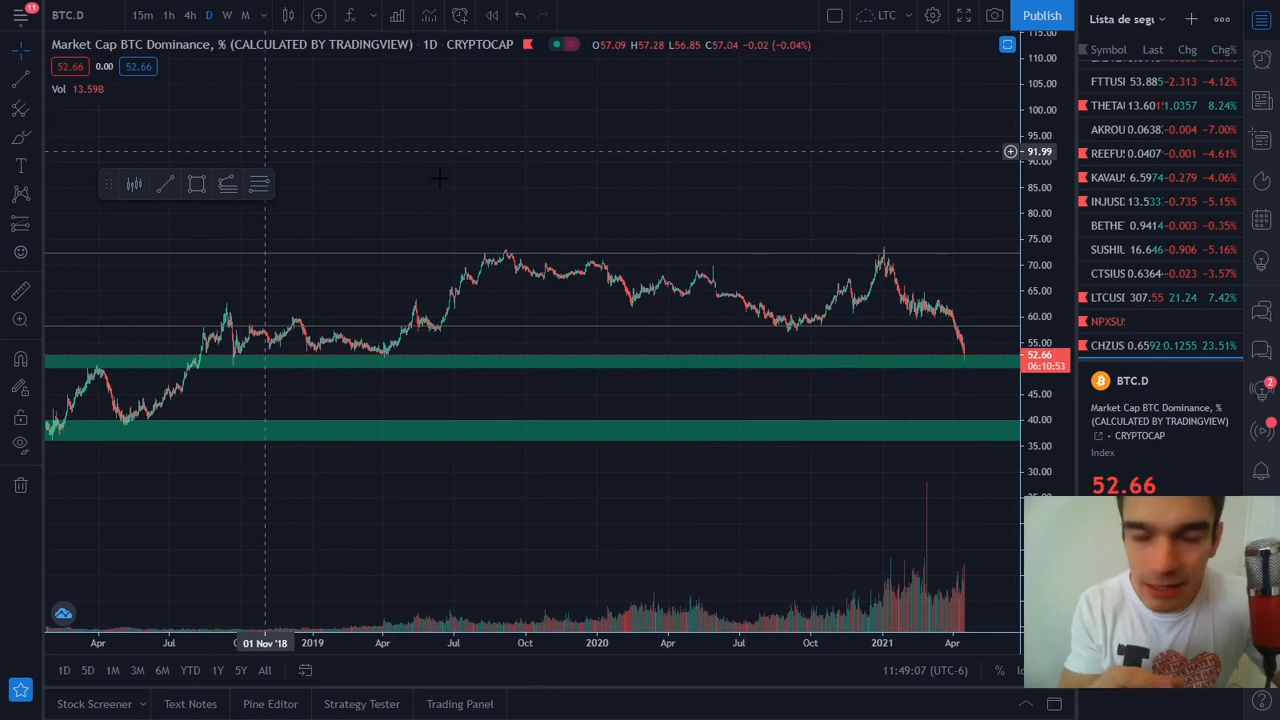 11
BTC.D 15m 1h 4h D W M LTC Publish
Lista de segu
Market Cap BTC Dominance, % (CALCULATED BY TRADINGVIEW) · 1D · CRYPTOCAP O57.09 H57.28 L56.85 C57.04 -0.02 (-0.04%)
52.66 0.00 52.66
Vol 13.59B
115.00
110.00
105.00
100.00
95.00
91.99
90.00
85.00
80.00
75.00
70.00
65.00
60.00
55.00
52.66
06:10:53
45.00
40.00
35.00
30.00
Apr Jul 01 Nov '18 2019 Apr Jul Oct 2020 Apr Jul Oct 2021 Apr
1D 5D 1M 3M 6M YTD 1Y 5Y All 11:49:07 (UTC-6) %
Stock Screener Text Notes Pine Editor Strategy Tester Trading Panel
Symbol Last Chg Chg%
FTTUSI 53.885 -2.313 -4.12%
THETAI 13.601 1.0357 8.24%
AKROU 0.0638 -0.004 -7.00%
REEFU 0.0407 -0.001 -4.61%
KAVAU 6.5974 -0.279 -4.06%
INJUSD 13.533 -0.735 -5.15%
BETHE 0.9414 -0.003 -0.35%
SUSHIU 16.646 -0.906 -5.16%
CTSIUS 0.6364 -0.023 -3.57%
LTCUSI 307.55 21.24 7.42%
NPXSUS
CHZUS 0.6592 0.1255 23.51%
BTC.D
Market Cap BTC Dominance, %
(CALCULATED BY TRADINGVIEW)
CRYPTOCAP
Index
52.66
2